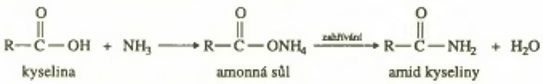 O O O
R—C—OH + NH₃ → R—C—ONH₄ zahřívání → R—C—NH₂ + H₂O
kyselina amonná sůl amid kyseliny